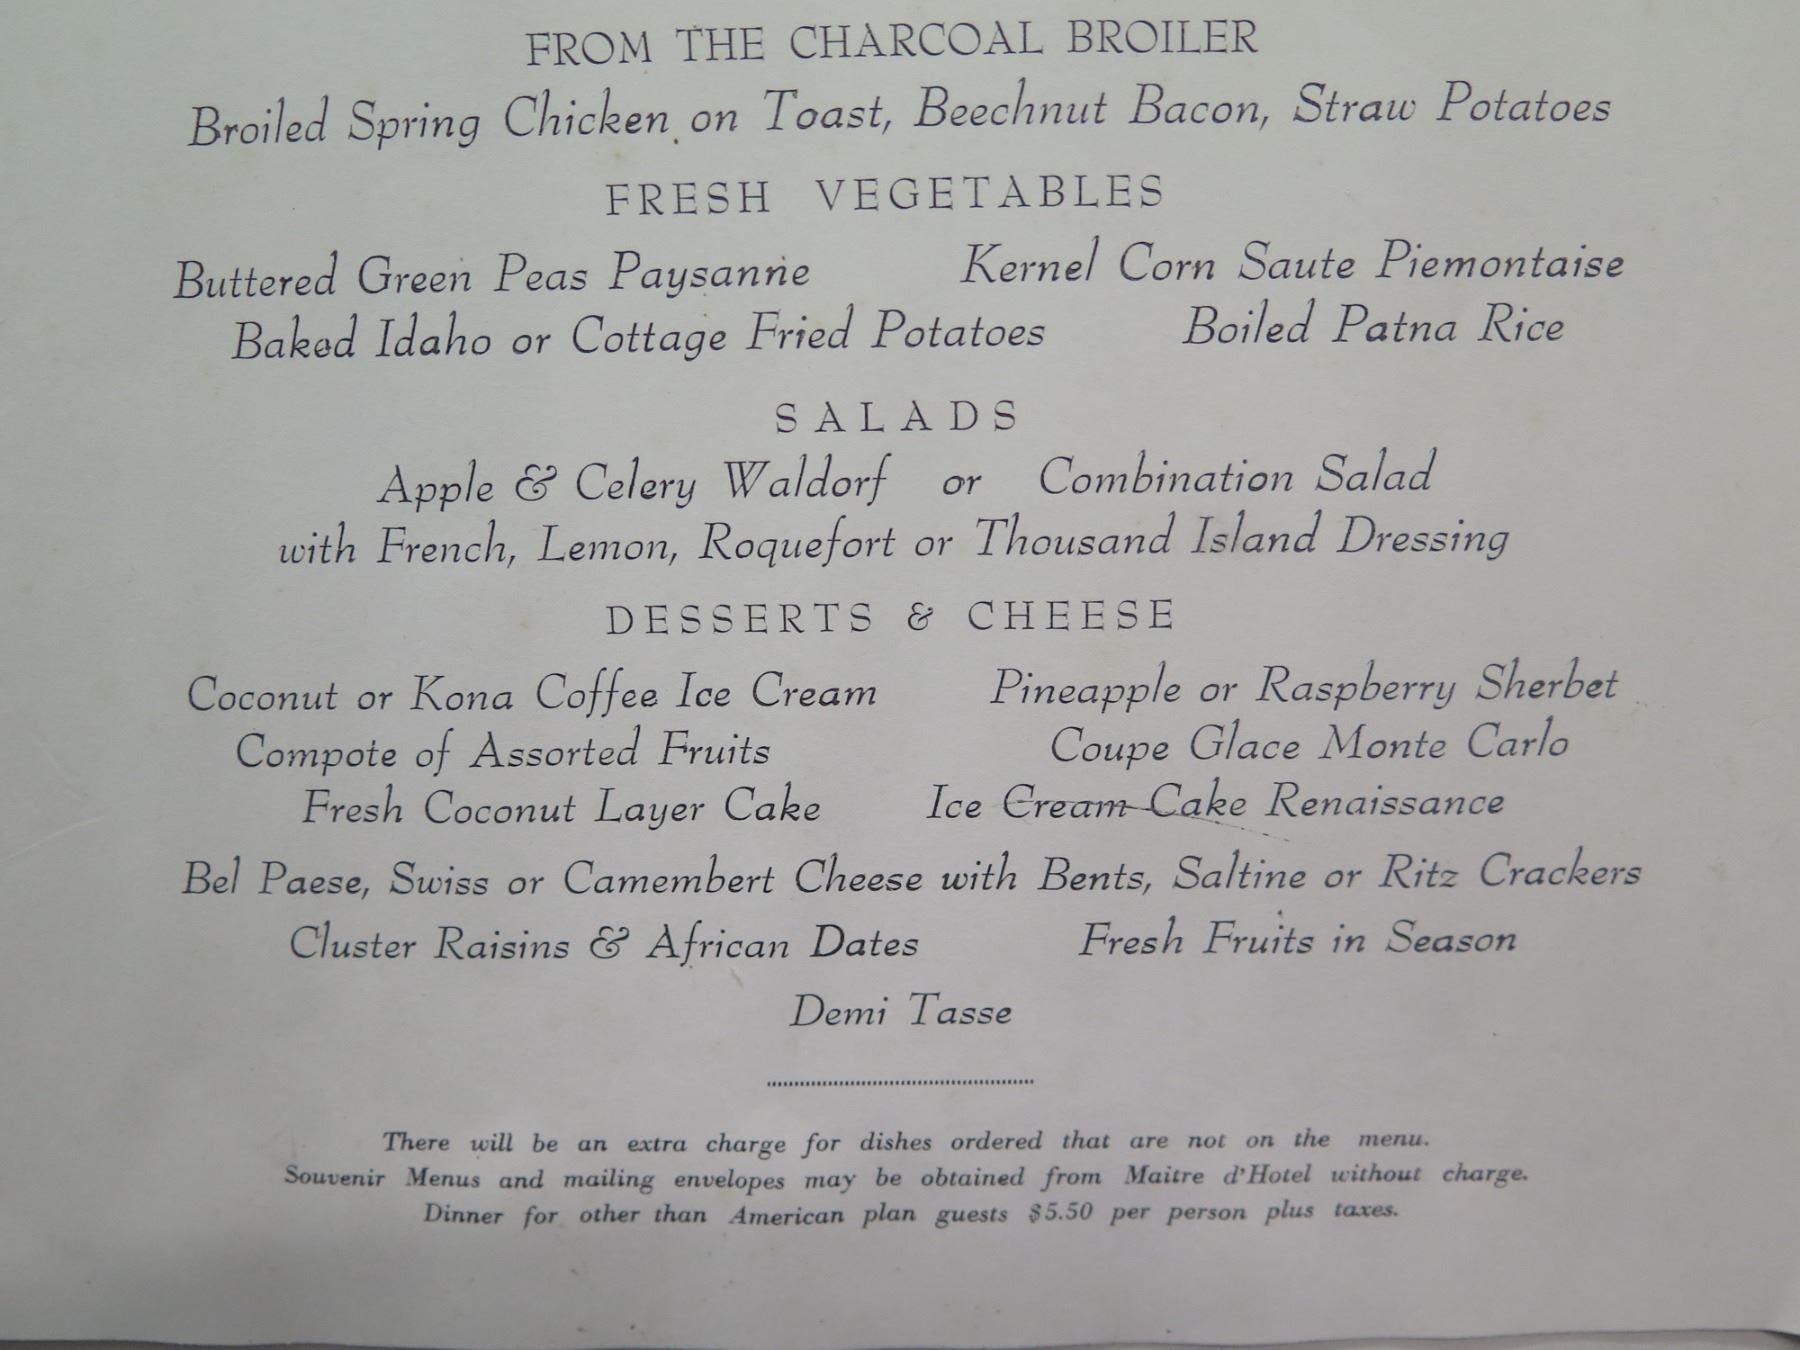 FROM THE CHARCOAL BROILER
Broiled Spring Chicken on Toast, Beechnut Bacon, Straw Potatoes
FRESH VEGETABLES
Buttered Green Peas Paysanne Kernel Corn Saute Piemontaise
Baked Idaho or Cottage Fried Potatoes Boiled Patna Rice
SALADS
Apple & Celery Waldorf or Combination Salad
with French, Lemon, Roquefort or Thousand Island Dressing
DESSERTS & CHEESE
Coconut or Kona Coffee Ice Cream Pineapple or Raspberry Sherbet
Compote of Assorted Fruits Coupe Glace Monte Carlo
Fresh Coconut Layer Cake Ice Cream Cake Renaissance
Bel Paese, Swiss or Camembert Cheese with Bents, Saltine or Ritz Crackers
Cluster Raisins & African Dates Fresh Fruits in Season
Demi Tasse
There will be an extra charge for dishes ordered that are not on the menu.
Souvenir Menus and mailing envelopes may be obtained from Maitre d'Hotel without charge.
Dinner for other than American plan guests $5.50 per person plus taxes.